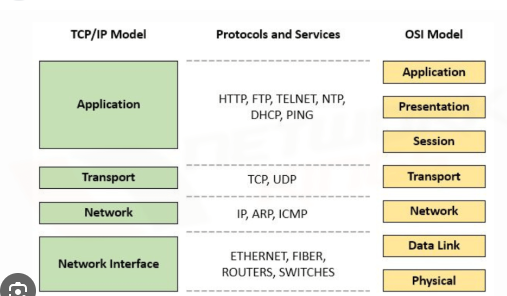 TCP/IP Model Protocols and Services OSI Model
Application
Application
HTTP, FTP, TELNET, NTP,
DHCP, PING
Presentation
Session
Transport
TCP, UDP
Transport
Network
IP, ARP, ICMP
Network
Network Interface
ETHERNET, FIBER,
ROUTERS, SWITCHES
Data Link
Physical